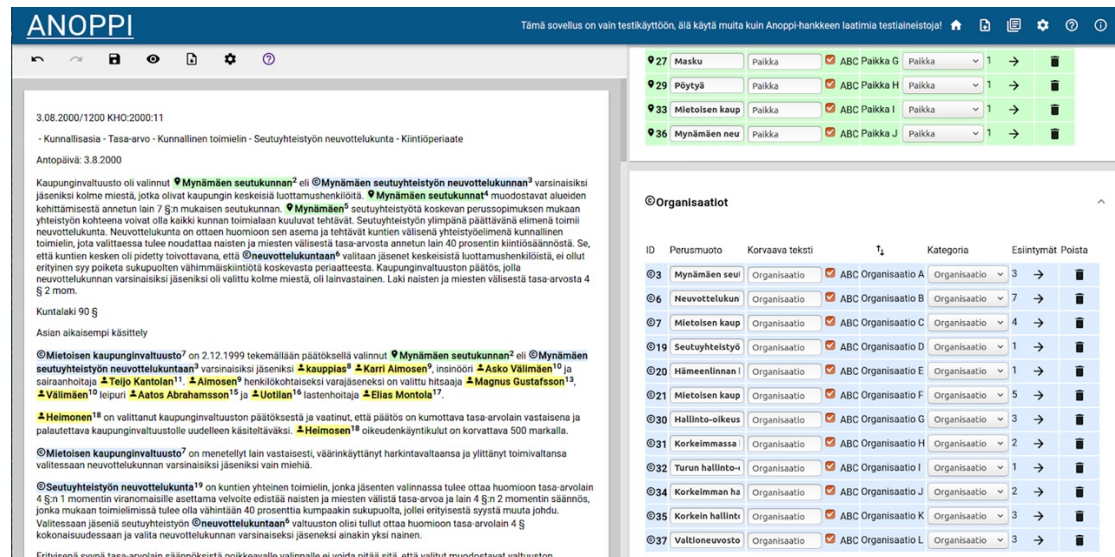 ANOPPI
Tämä sovellus on vain testikäyttöön, älä käytä muita kuin Anoppi-hankkeen laatimia testiaineistoja!
3.08.2000/1200 KHO:2000:11
- Kunnallisasia - Tasa-arvo - Kunnallinen toimielin - Seutuyhteistyön neuvottelukunta - Kiintiöperiaate
Antopäivä: 3.8.2000
Kaupunginvaltuusto oli valinnut Mynämäen seutukunnan2 eli ©Mynämäen seutuyhteistyön neuvottelukunnan3 varsinaisiksi
jäseniksi kolme miestä, jotka olivat kaupungin keskeisiä luottamushenkilöitä. Mynämäen seutukunnat4 muodostavat alueiden
kehittämisestä annetun lain 7 §:n mukaisen seutukunnan. Mynämäen5 seutuyhteistyötä koskevan perussopimuksen mukaan
yhteistyön kohteena voivat olla kaikki kunnan toimialaan kuuluvat tehtävät. Seutuyhteistyön ylimpänä päättävänä elimenä toimii
neuvottelukunta. Neuvottelukunta on ottaen huomioon sen asema ja tehtävät kuntien välisenä yhteistyöelimenä kunnallinen
toimielin, jota valittaessa tulee noudattaa naisten ja miesten välisestä tasa-arvosta annetun lain 40 prosentin kiintiösäännöstä. Se,
että kuntien kesken oli pidetty toivottavana, että ©neuvottelukuntaan6 valitaan jäsenet keskeisistä luottamushenkilöistä, ei ollut
erityinen syy poiketa sukupuolten vähimmäiskiintiötä koskevasta periaatteesta. Kaupunginvaltuuston päätös, jolla
neuvottelukunnan varsinaisiksi jäseniksi oli valittu kolme miestä, oli lainvastainen. Laki naisten ja miesten välisestä tasa-arvosta 4
§ 2 mom.
Kuntalaki 90 §
Asian aikaisempi käsittely
©Mietoisen kaupunginvaltuusto7 on 2.12.1999 tekemällään päätöksellä valinnut Mynämäen seutukunnan2 eli ©Mynämäen
seutuyhteistyön neuvottelukuntaan3 varsinaisiksi jäseniksi kauppias8 Karri Aimosen9, insinööri Asko Välimäen10 ja
sairaanhoitaja Teijo Kantolan11. Aimosen9 henkilökohtaiseksi varajäseneksi on valittu hitsaaja Magnus Gustafsson13,
Välimäen10 leipuri Aatos Abrahamsson15 ja Uotilan16 lastenhoitaja Elias Montola17.
Heimonen18 on valittanut kaupunginvaltuuston päätöksestä ja vaatinut, että päätös on kumottava tasa-arvolain vastaisena ja
palautettava kaupunginvaltuustolle uudelleen käsiteltäväksi. Heimosen18 oikeudenkäyntikulut on korvattava 500 markalla.
©Mietoisen kaupunginvaltuusto7 on menetellyt lain vastaisesti, väärinkäyttänyt harkintavaltaansa ja ylittänyt toimivaltansa
valitessaan neuvottelukunnan varsinaisiksi jäseniksi vain miehiä.
©Seutuyhteistyön neuvottelukunta19 on kuntien yhteinen toimielin, jonka jäsenten valinnassa tulee ottaa huomioon tasa-arvolain
4 §:n 1 momentin viranomaisille asettama velvoite edistää naisten ja miesten välistä tasa-arvoa ja lain 4 §:n 2 momentin säännös,
jonka mukaan toimielimissä tulee olla vähintään 40 prosenttia kumpaakin sukupuolta, jollei erityisestä syystä muuta johdu.
Valitessaan jäseniä seutuyhteistyön ©neuvottelukuntaan6 valtuuston olisi tullut ottaa huomioon tasa-arvolain 4 §
kokonaisuudessaan ja valita neuvottelukunnan varsinaiseksi jäseneksi ainakin yksi nainen.
Erityisenä syynä tasa-arvolain säännöksistä poikkeavalle valinnalle ei voida pitää sitä, että valitut muodostavat valtuuston
27 Masku Paikka ABC Paikka G Paikka 1
29 Pöytyä Paikka ABC Paikka H Paikka 1
33 Mietoisen kaup Paikka ABC Paikka I Paikka 1
36 Mynämäen neu Paikka ABC Paikka J Paikka 1
©Organisaatiot
ID Perusmuoto Korvaava teksti Kategoria Esiintymät Poista
©3 Mynämäen seu Organisaatio ABC Organisaatio A Organisaatio 3
©6 Neuvottelukun Organisaatio ABC Organisaatio B Organisaatio 7
©7 Mietoisen kaup Organisaatio ABC Organisaatio C Organisaatio 4
©19 Seutuyhteistyö Organisaatio ABC Organisaatio D Organisaatio 1
©20 Hämeenlinnan Organisaatio ABC Organisaatio E Organisaatio 1
©21 Mietoisen kaup Organisaatio ABC Organisaatio F Organisaatio 5
©30 Hallinto-oikeus Organisaatio ABC Organisaatio G Organisaatio 3
©31 Korkeimmassa Organisaatio ABC Organisaatio H Organisaatio 2
©32 Turun hallinto- Organisaatio ABC Organisaatio I Organisaatio 1
©34 Korkeimman ha Organisaatio ABC Organisaatio J Organisaatio 2
©35 Korkein hallint Organisaatio ABC Organisaatio K Organisaatio 3
©37 Valtioneuvosto Organisaatio ABC Organisaatio L Organisaatio 3